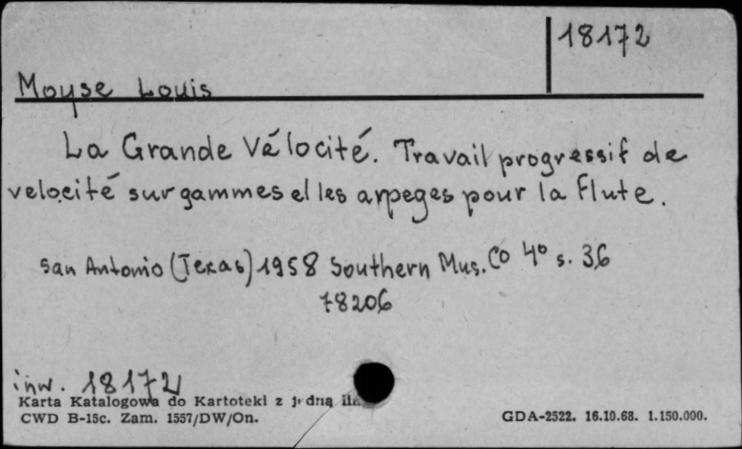 18172
Moyse Louis
La Grande Vélocité. Travail progressif de
velocité sur gammes el les arpeges pour la flute.
San Antonio (Texas) 1958 Southern Mus. Co 4° s. 36
78206
inw. 18172
Karta Katalogowa do Kartoteki z jedną
CWD B-15c. Zam. 1557/DW/On.
GDA-2522. 16.10.68. 1.150.000.